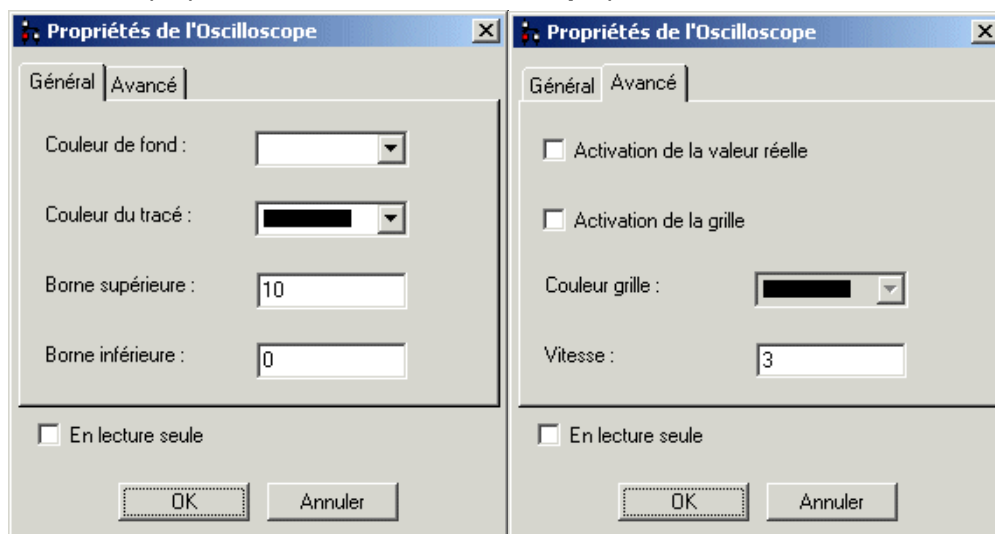 Propriétés de l'Oscilloscope
Général Avancé
Couleur de fond :
Couleur du tracé :
Borne supérieure : 10
Borne inférieure : 0
En lecture seule
OK Annuler
Propriétés de l'Oscilloscope
Général Avancé
Activation de la valeur réelle
Activation de la grille
Couleur grille :
Vitesse : 3
En lecture seule
OK Annuler